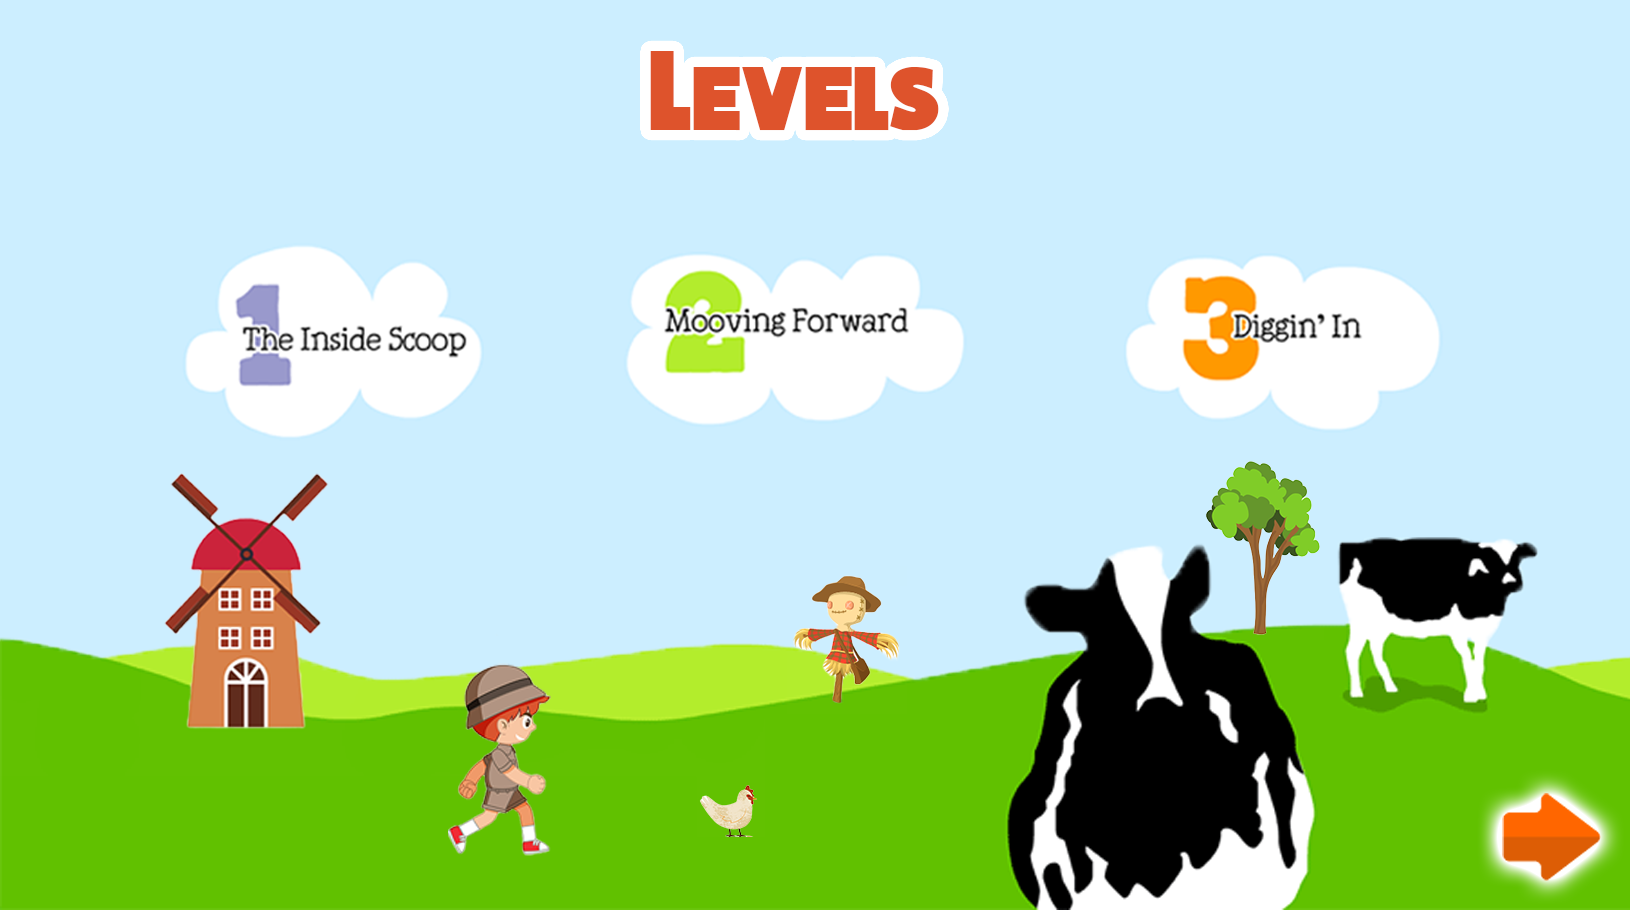 Levels
1
The Inside Scoop
2
Mooving Forward
3
Diggin' In